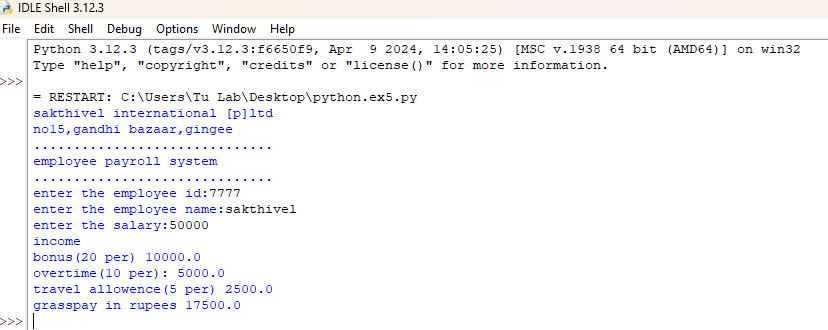 IDLE Shell 3.12.3
File Edit Shell Debug Options Window Help
Python 3.12.3 (tags/v3.12.3:f6650f9, Apr  9 2024, 14:05:25) [MSC v.1938 64 bit (AMD64)] on win32
Type "help", "copyright", "credits" or "license()" for more information.
>>>
= RESTART: C:\Users\Tu Lab\Desktop\python.ex5.py
sakthivel international [p]ltd
no15,gandhi bazaar,gingee
..............................
employee payroll system
..............................
enter the employee id:7777
enter the employee name:sakthivel
enter the salary:50000
income
bonus(20 per) 10000.0
overtime(10 per): 5000.0
travel allowence(5 per) 2500.0
grasspay in rupees 17500.0
>>>